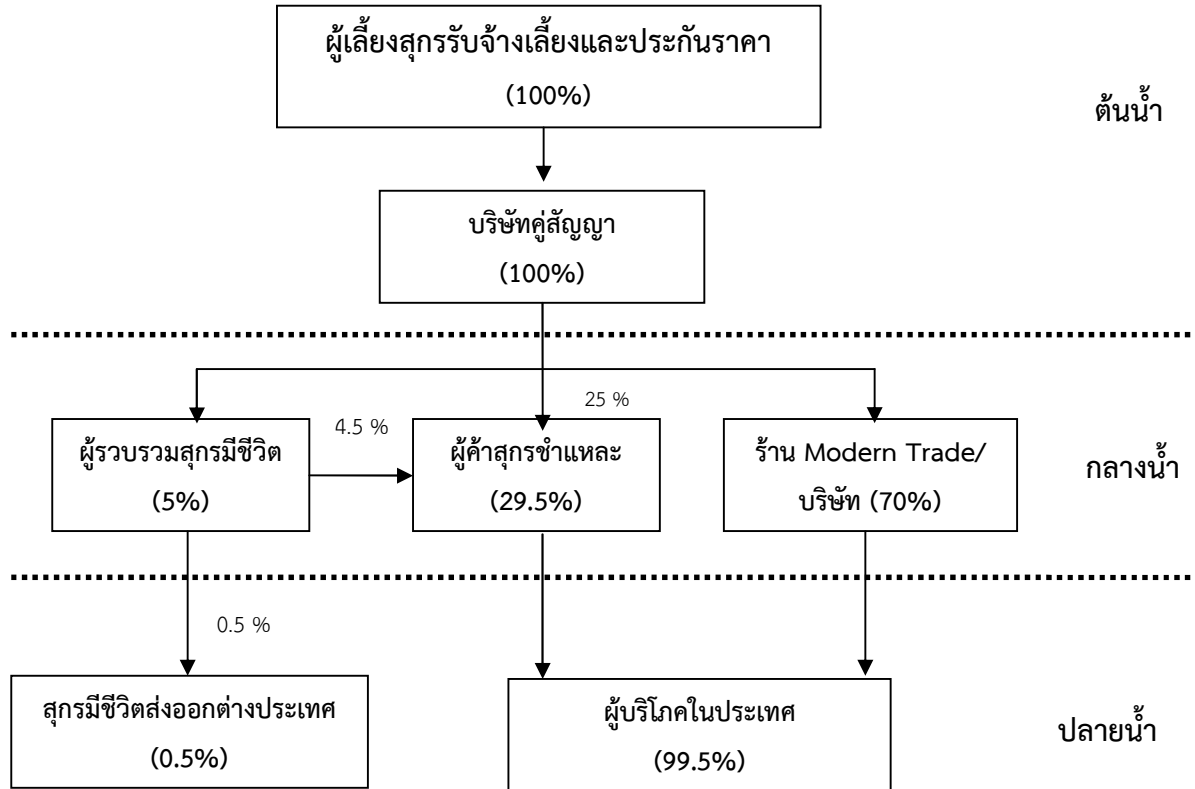 ผู้เลี้ยงสุกรรับจ้างเลี้ยงและประกันราคา
(100%)
ต้นน้ำ
บริษัทคู่สัญญา
(100%)
25 %
4.5 %
ผู้รวบรวมสุกรมีชีวิต
(5%)
ผู้ค้าสุกรชำแหละ
(29.5%)
ร้าน Modern Trade/
บริษัท (70%)
กลางน้ำ
0.5 %
สุกรมีชีวิตส่งออกต่างประเทศ
(0.5%)
ผู้บริโภคในประเทศ
(99.5%)
ปลายน้ำ